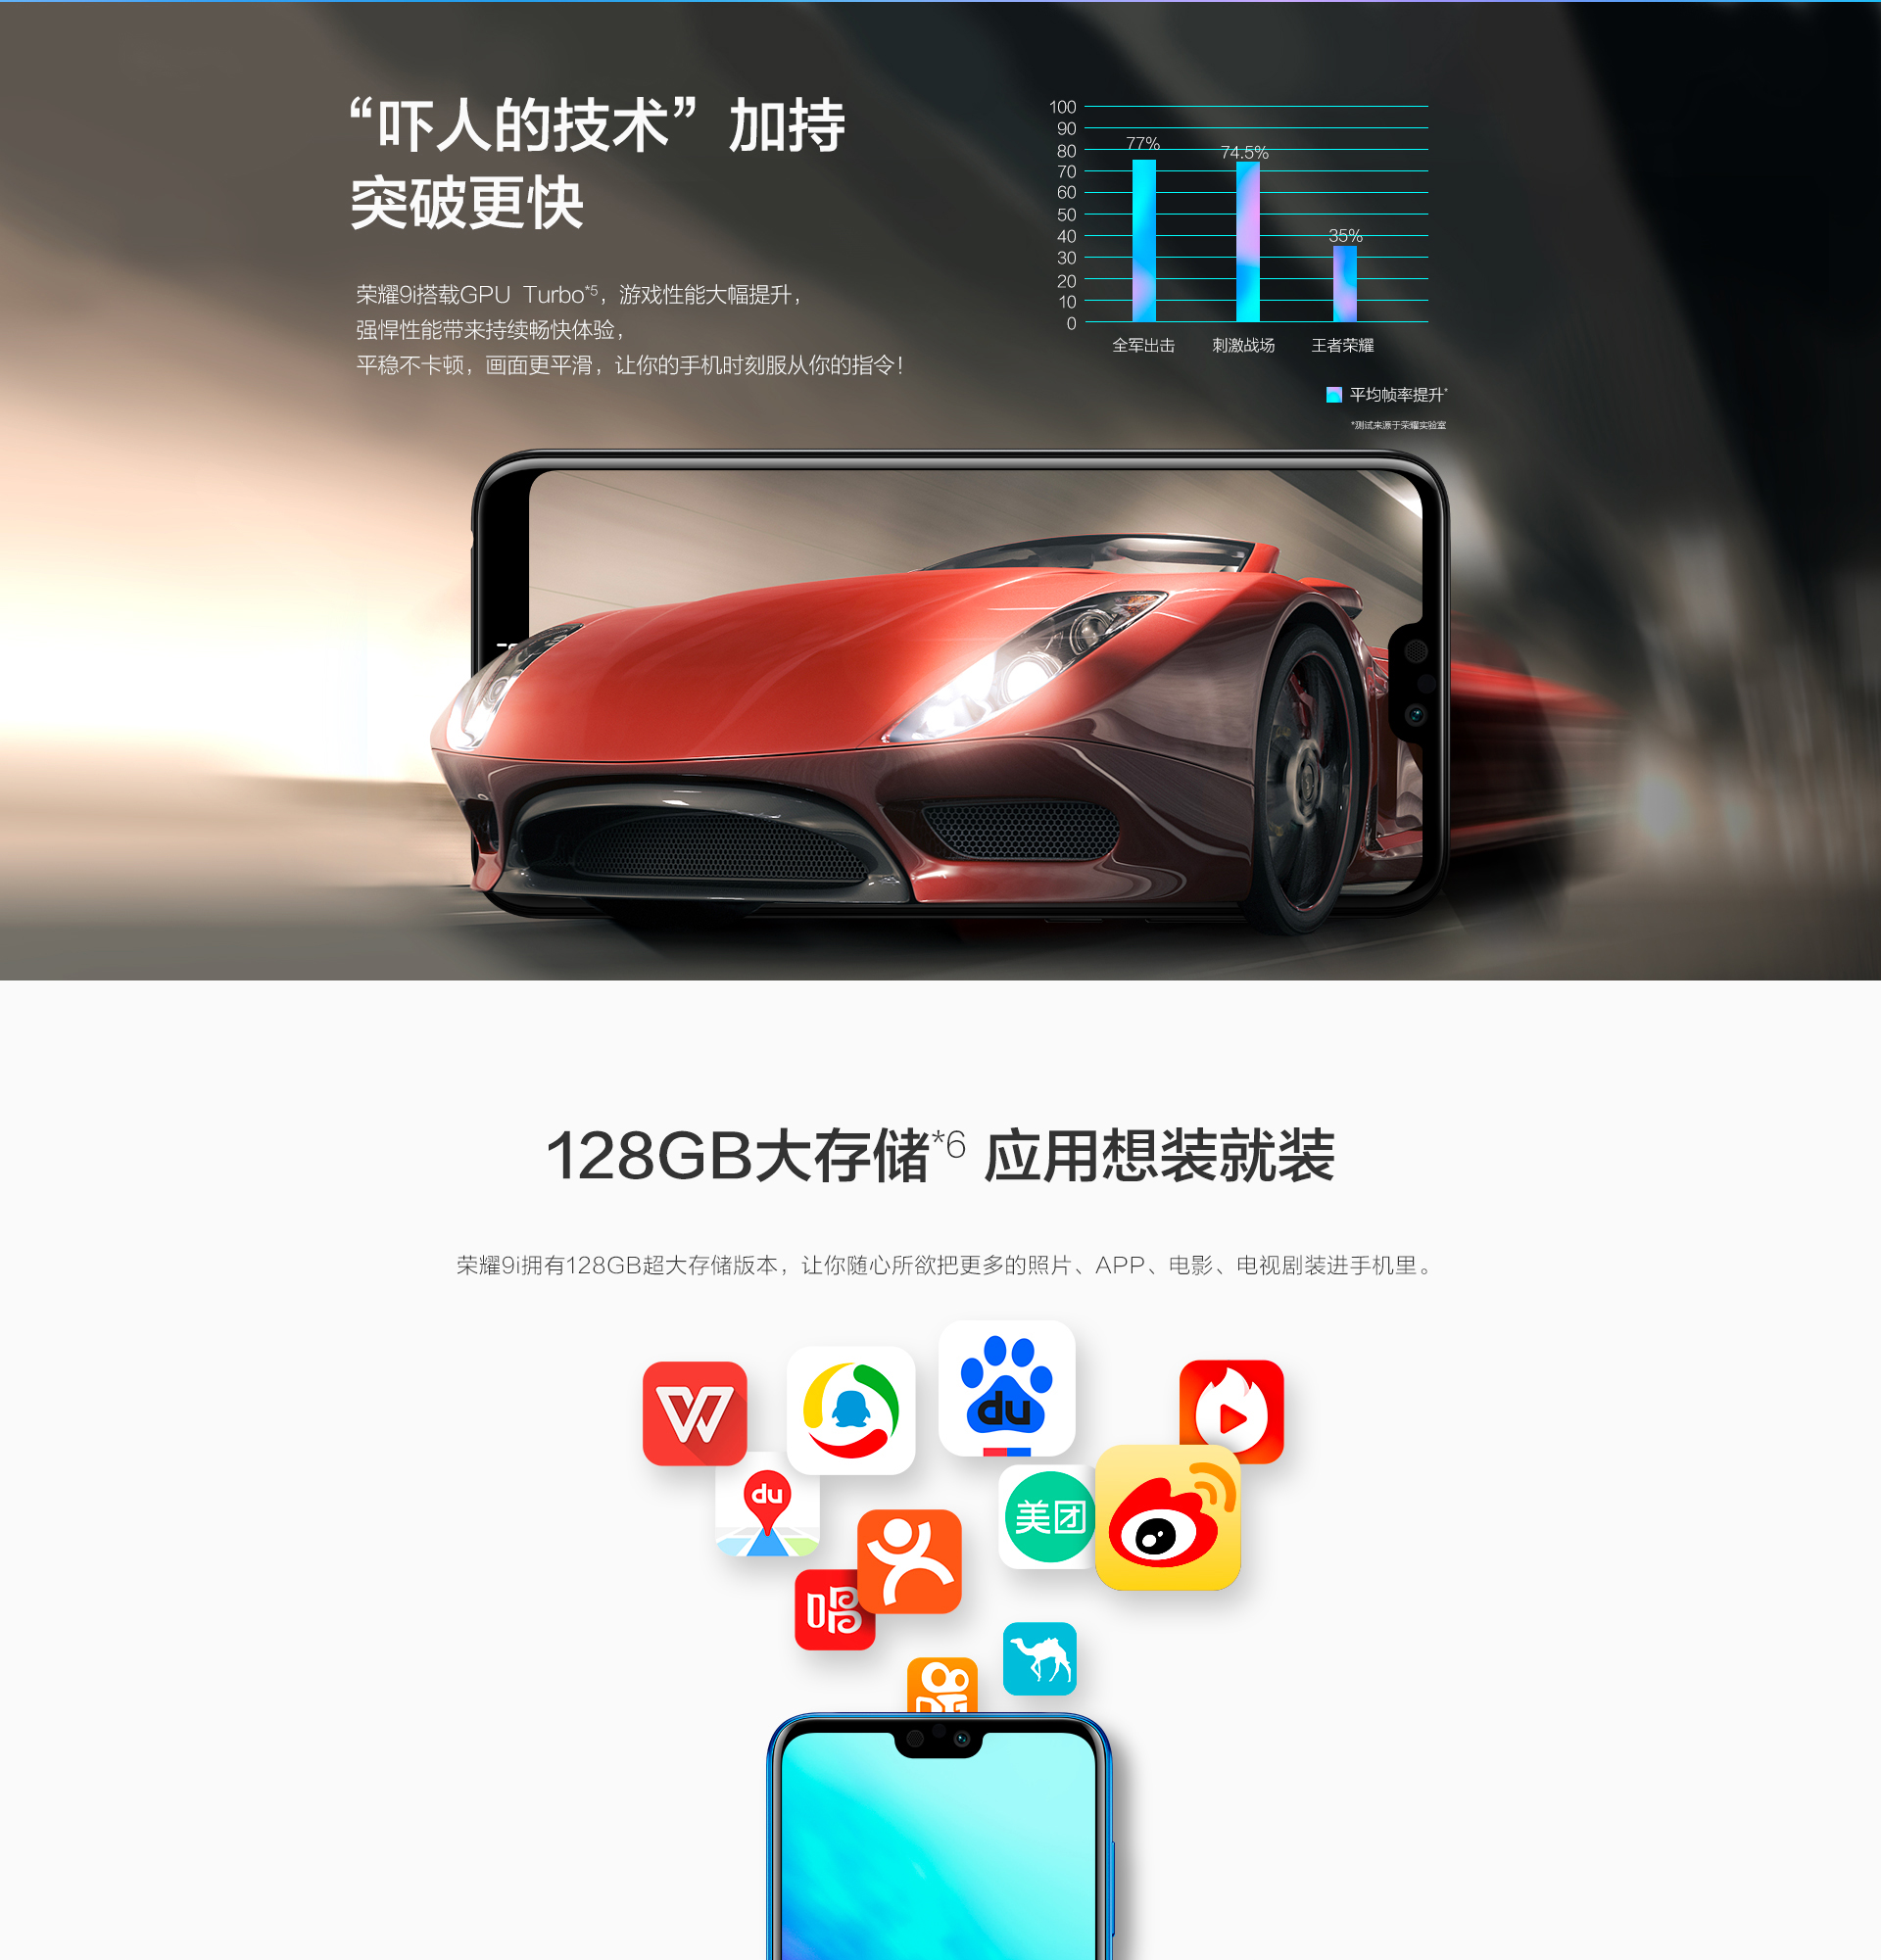 “吓人的技术”加持
突破更快
荣耀9i搭载GPU Turbo*5，游戏性能大幅提升，
强悍性能带来持续畅快体验，
平稳不卡顿，画面更平滑，让你的手机时刻服从你的指令！
100
90
80
70
60
50
40
30
20
10
0
77%
74.5%
35%
全军出击 刺激战场 王者荣耀
平均帧率提升*
*测试来源于荣耀实验室
128GB大存储*6 应用想装就装
荣耀9i拥有128GB超大存储版本，让你随心所欲把更多的照片、APP、电影、电视剧装进手机里。
du
du
美团
唱